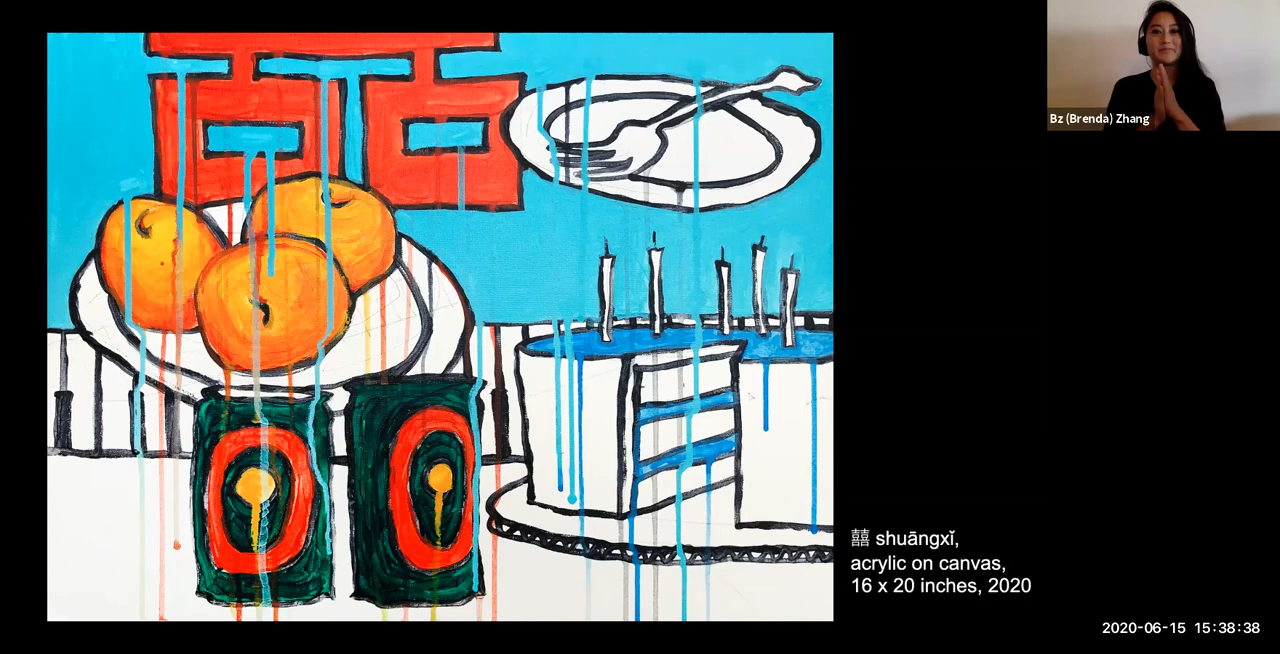 Bz (Brenda) Zhang
囍 shuāngxǐ,
acrylic on canvas,
16 x 20 inches, 2020
2020-06-15 15:38:38